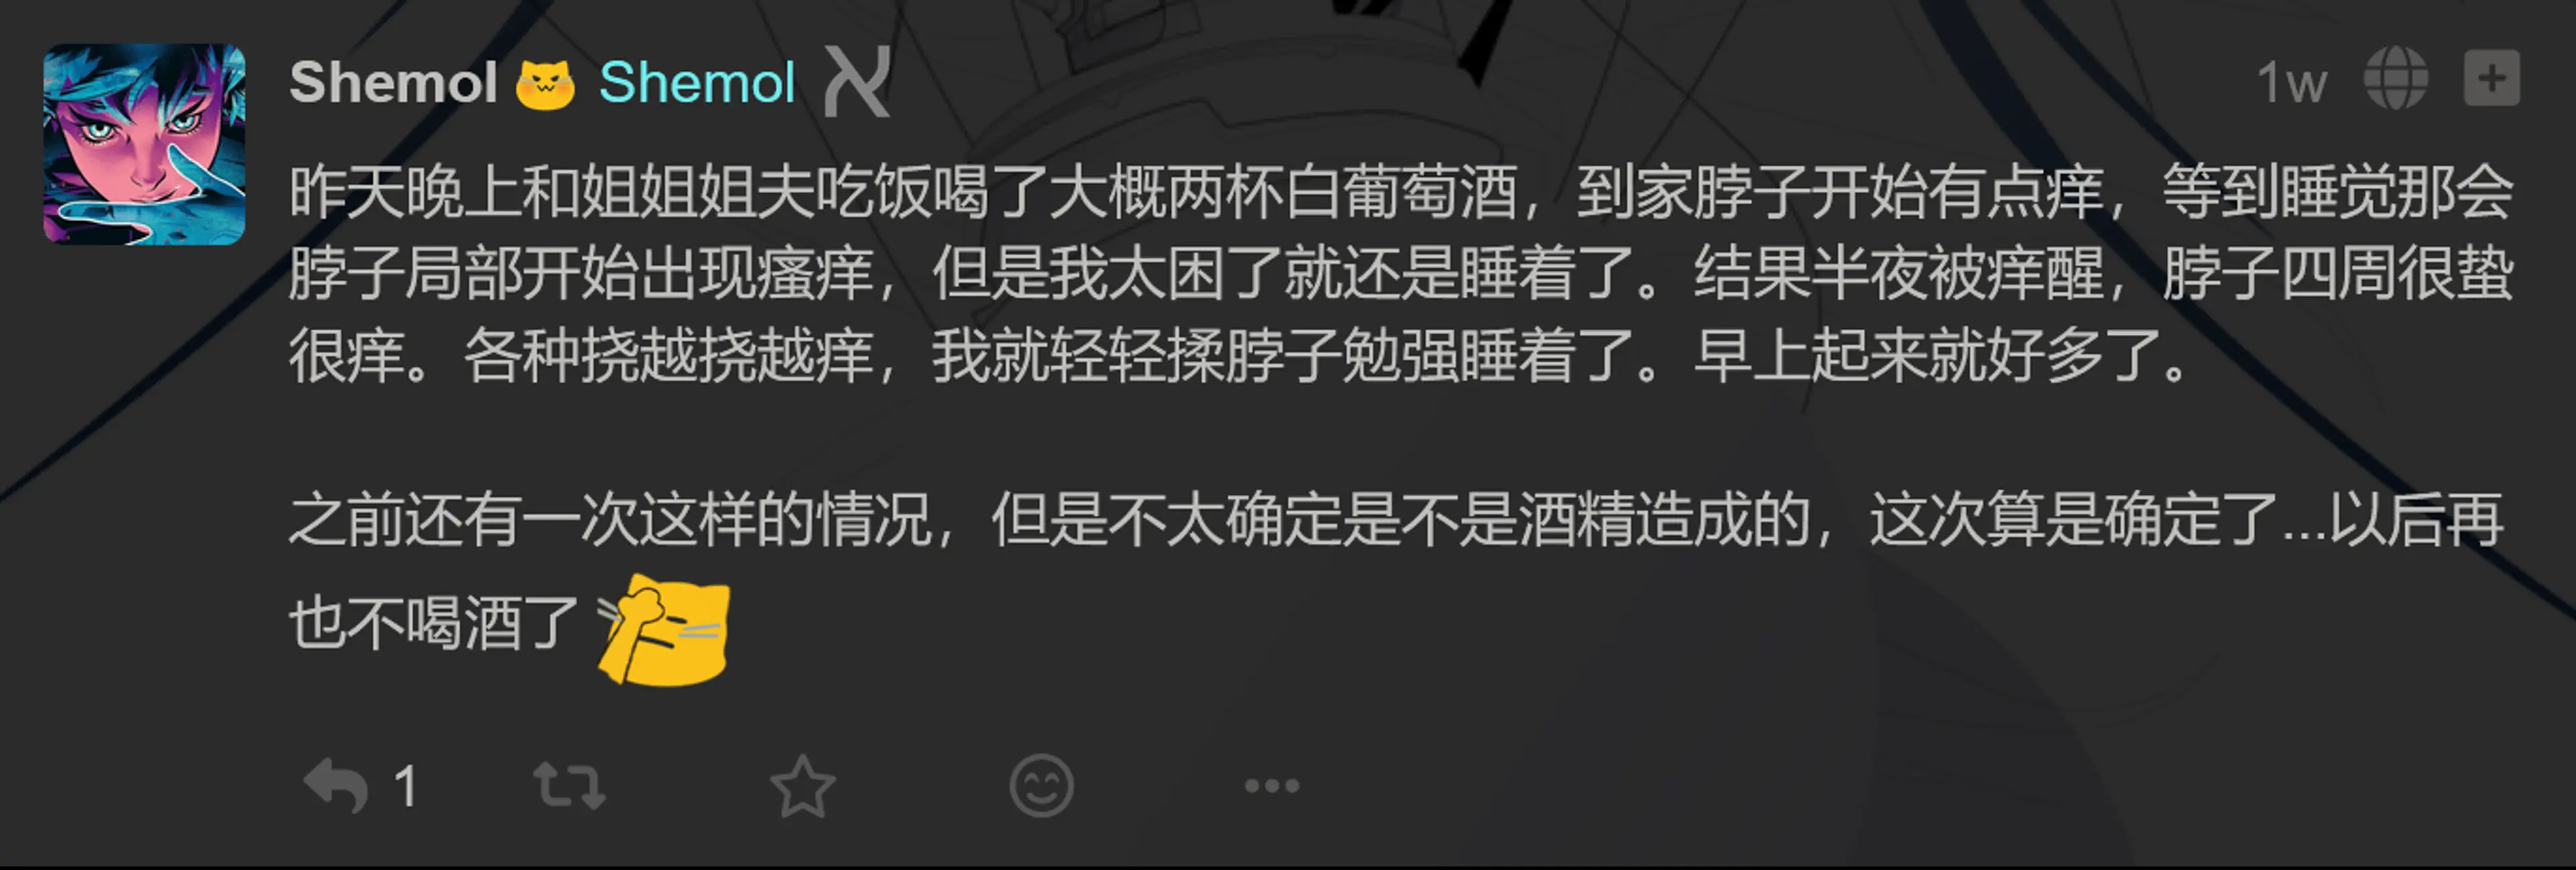 Shemol Shemol
1w
昨天晚上和姐姐姐夫吃饭喝了大概两杯白葡萄酒，到家脖子开始有点痒，等到睡觉那会
脖子局部开始出现瘙痒，但是我太困了就还是睡着了。结果半夜被痒醒，脖子四周很蛰
很痒。各种挠越挠越痒，我就轻轻揉脖子勉强睡着了。早上起来就好多了。
之前还有一次这样的情况，但是不太确定是不是酒精造成的，这次算是确定了...以后再
也不喝酒了
1